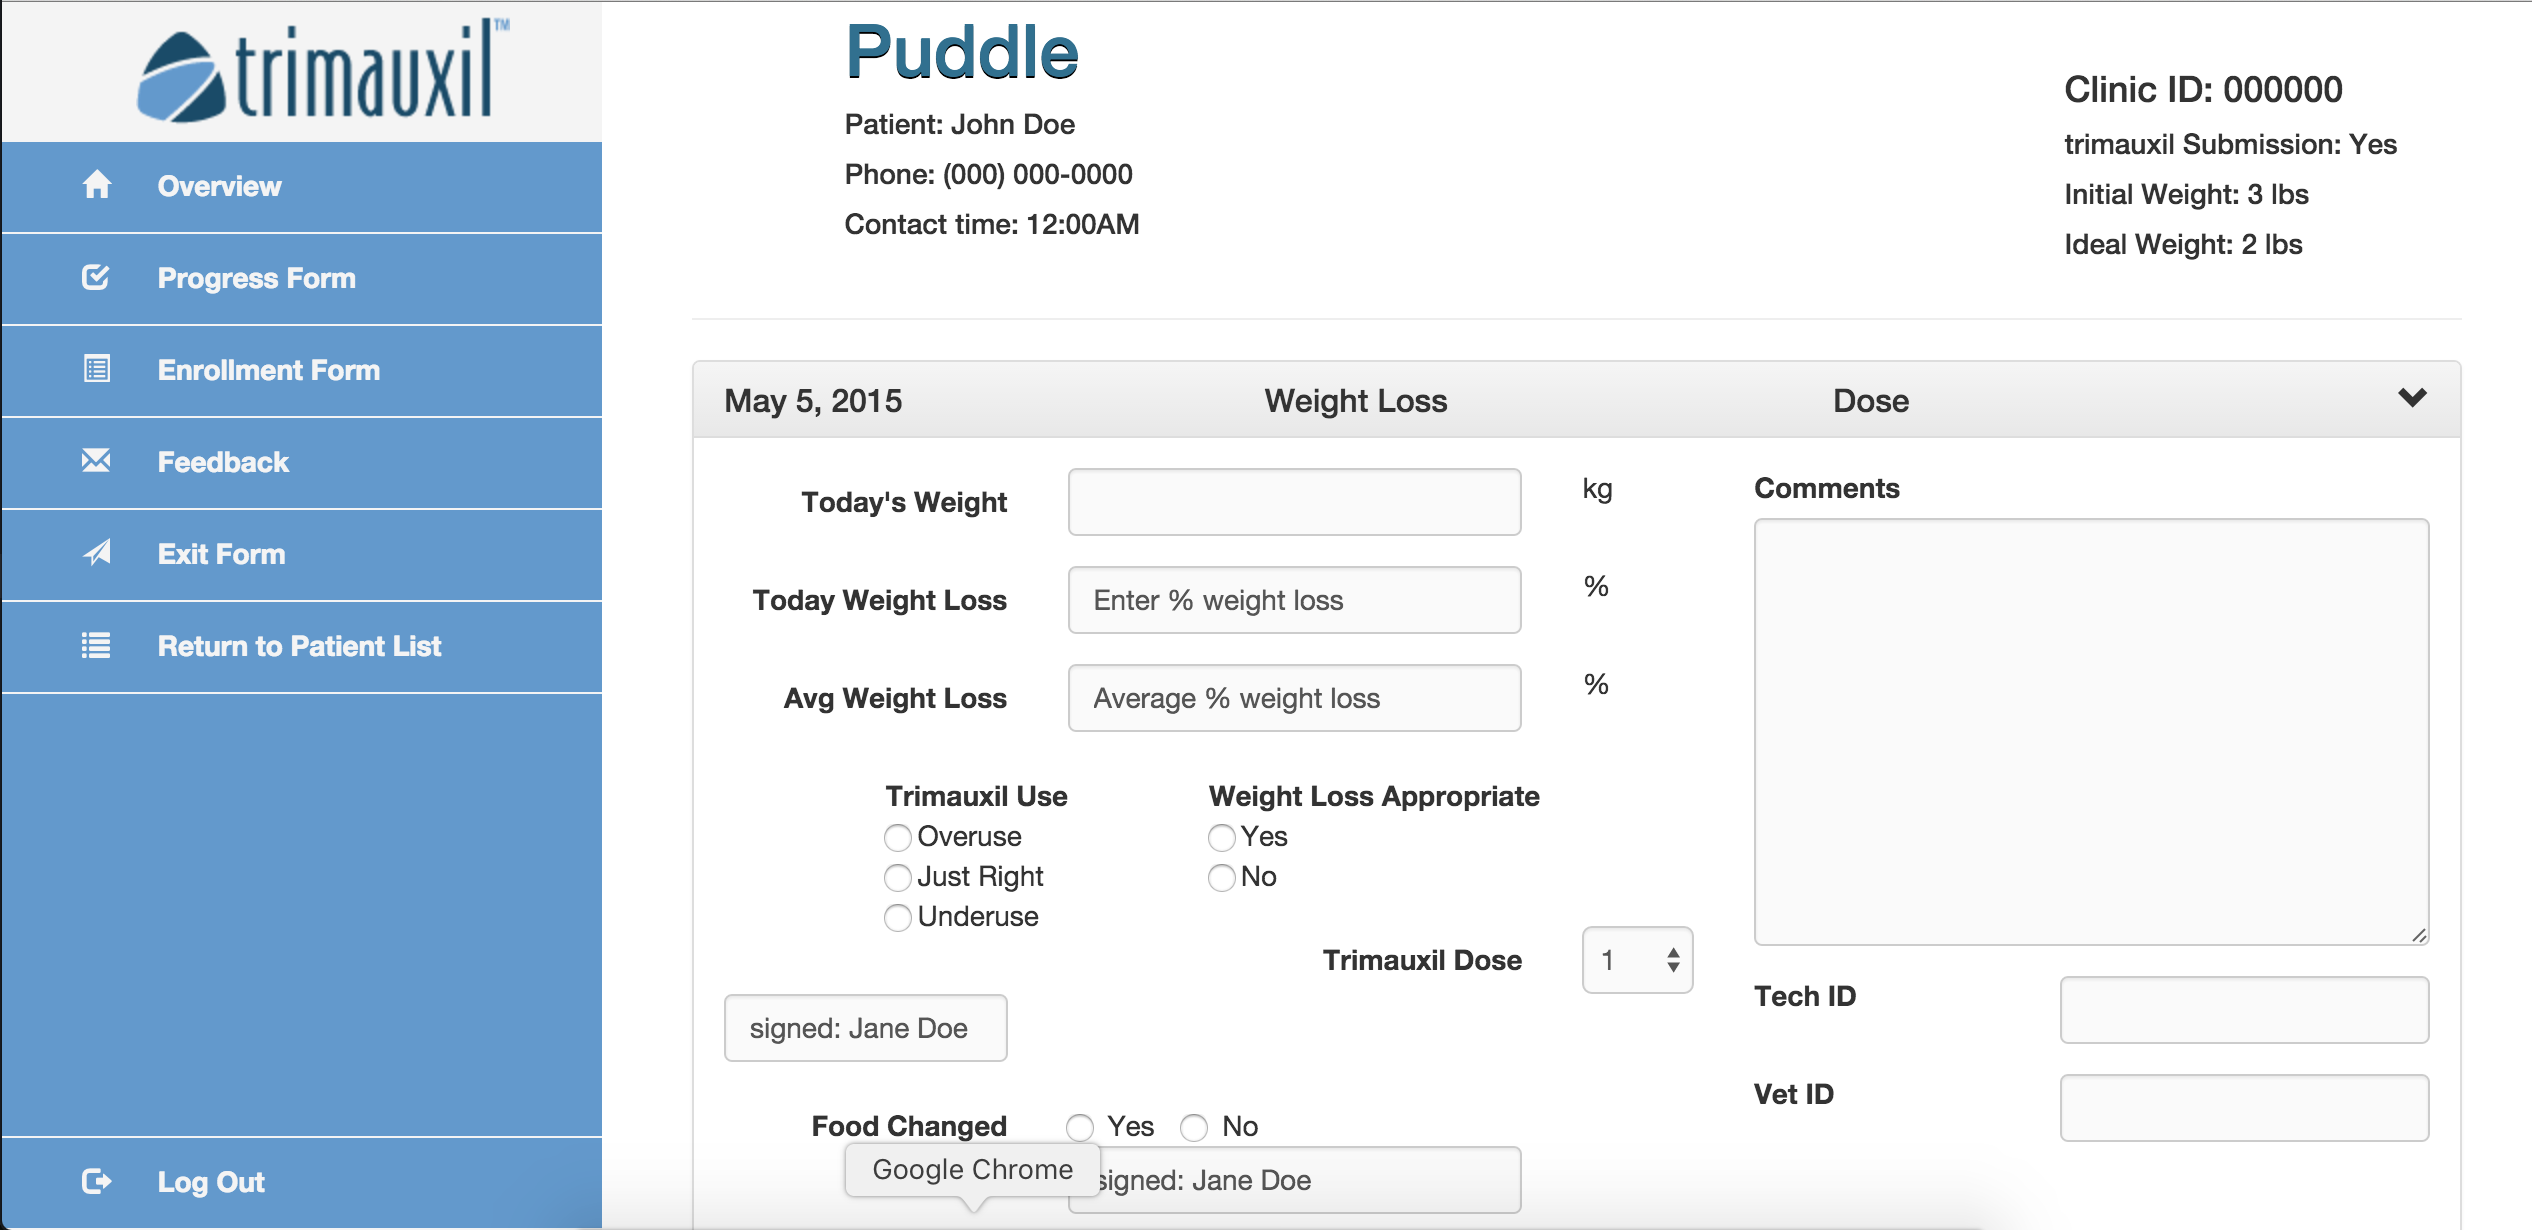 trimauxil™
Overview
Progress Form
Enrollment Form
Feedback
Exit Form
Return to Patient List
Log Out
Puddle
Patient: John Doe
Phone: (000) 000-0000
Contact time: 12:00AM
Clinic ID: 000000
trimauxil Submission: Yes
Initial Weight: 3 lbs
Ideal Weight: 2 lbs
May 5, 2015 Weight Loss Dose
Today's Weight kg
Today Weight Loss Enter % weight loss %
Avg Weight Loss Average % weight loss %
Trimauxil Use
Overuse
Just Right
Underuse
Weight Loss Appropriate
Yes
No
Trimauxil Dose 1
signed: Jane Doe
Food Changed Yes No
signed: Jane Doe
Google Chrome
Comments
Tech ID
Vet ID